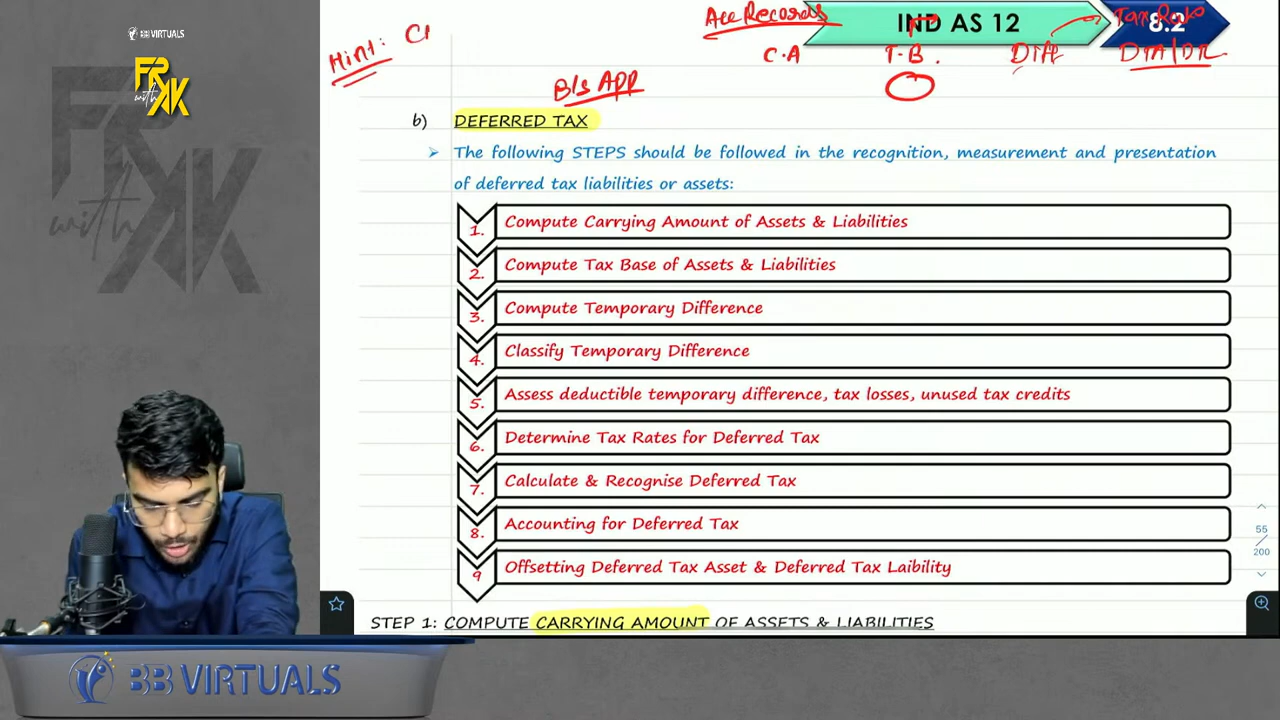 BB VIRTUALS
FR
with AK
Acc Records
IND AS 12
8.2
Tax Rate
Hint:
C.A
T.B.
Diff
DTA/DTL
B/s APP
b) DEFERRED TAX
➢ The following STEPS should be followed in the recognition, measurement and presentation
of deferred tax liabilities or assets:
1. Compute Carrying Amount of Assets & Liabilities
2. Compute Tax Base of Assets & Liabilities
3. Compute Temporary Difference
4. Classify Temporary Difference
5. Assess deductible temporary difference, tax losses, unused tax credits
6. Determine Tax Rates for Deferred Tax
7. Calculate & Recognise Deferred Tax
8. Accounting for Deferred Tax
9 Offsetting Deferred Tax Asset & Deferred Tax Laibility
55
200
STEP 1: COMPUTE CARRYING AMOUNT OF ASSETS & LIABILITIES
BB VIRTUALS